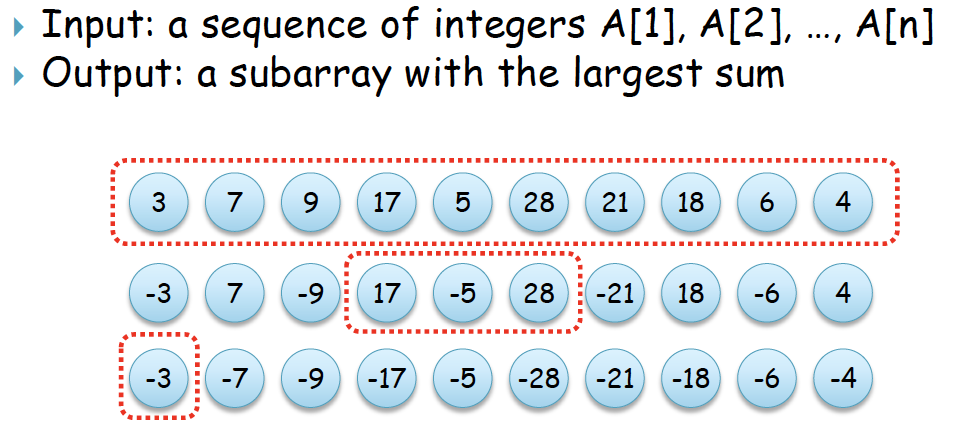 Input: a sequence of integers A[1], A[2], …, A[n]
Output: a subarray with the largest sum
3 7 9 17 5 28 21 18 6 4
-3 7 -9 17 -5 28 -21 18 -6 4
-3 -7 -9 -17 -5 -28 -21 -18 -6 -4